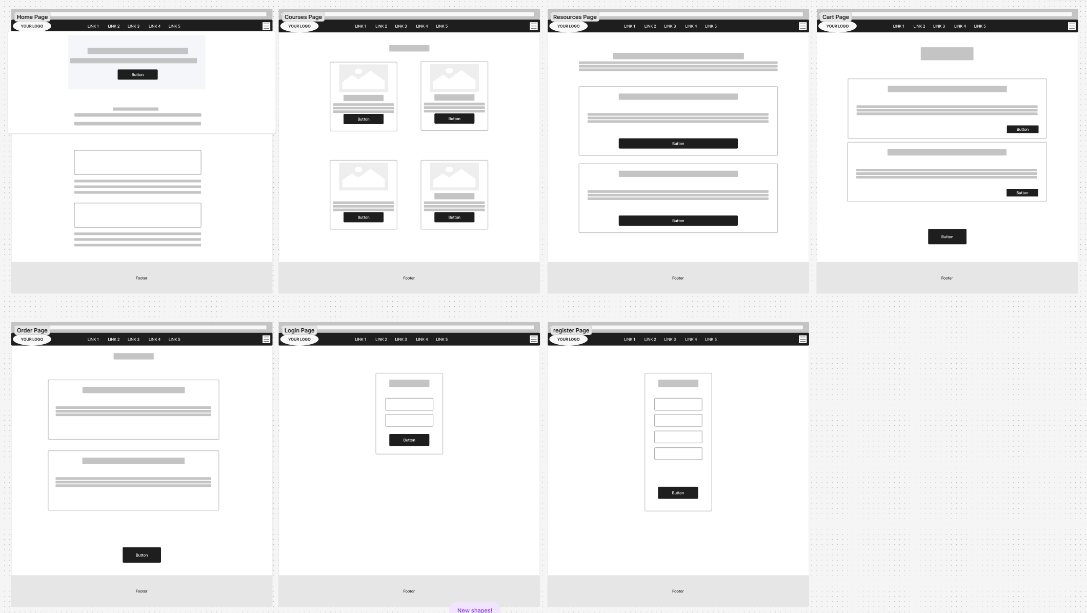 Home Page
YOUR LOGO LINK 1 LINK 2 LINK 3 LINK 4 LINK 5
Button
Footer
Courses Page
YOUR LOGO LINK 1 LINK 2 LINK 3 LINK 4 LINK 5
Button Button
Button Button
Footer
Resources Page
YOUR LOGO LINK 1 LINK 2 LINK 3 LINK 4 LINK 5
Button
Button
Footer
Cart Page
YOUR LOGO LINK 1 LINK 2 LINK 3 LINK 4 LINK 5
Button
Button
Button
Footer
Order Page
YOUR LOGO LINK 1 LINK 2 LINK 3 LINK 4 LINK 5
Button
Footer
Login Page
YOUR LOGO LINK 1 LINK 2 LINK 3 LINK 4 LINK 5
Button
Footer
register Page
YOUR LOGO LINK 1 LINK 2 LINK 3 LINK 4 LINK 5
Button
Footer
New shapes!